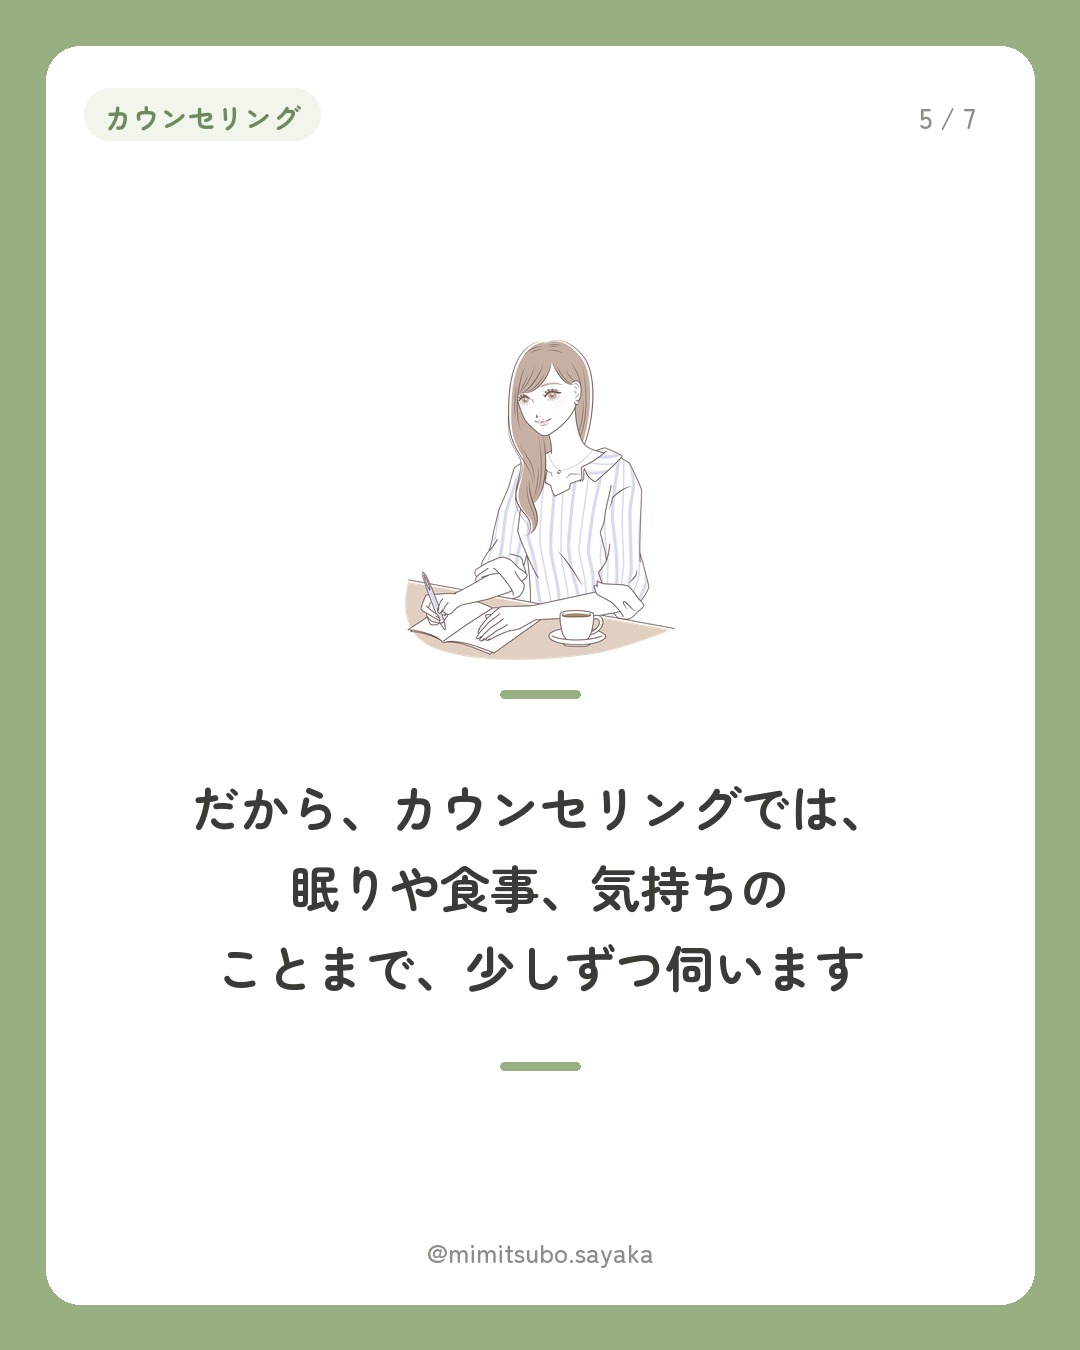 カウンセリング
5 / 7
だから、カウンセリングでは、
眠りや食事、気持ちの
ことまで、少しずつ伺います
@mimitsubo.sayaka